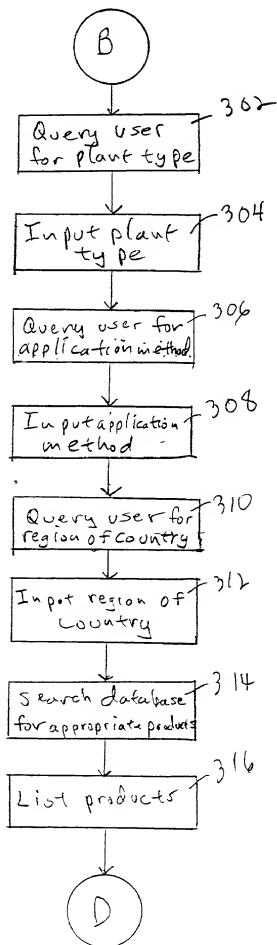 B
302
Query user
for plant type
304
Input plant
type
306
Query user for
application method.
308
Input application
method
310
Query user for
region of country
312
Input region of
Country
314
Search database
for appropriate products
316
List products
D